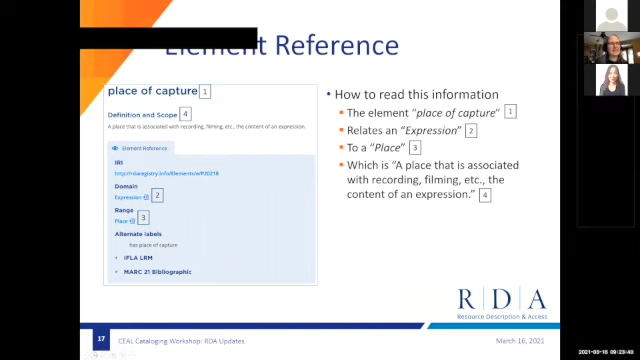 Element Reference
place of capture 1
Definition and Scope 4
A place that is associated with recording, filming, etc., the content of an expression.
Element Reference
IRI
http://rdaregistry.info/Elements/e/P20218
Domain
Expression 2
Range
Place 3
Alternate labels
has place of capture
+ IFLA LRM
+ MARC 21 Bibliographic
• How to read this information
The element “place of capture” 1
Relates an “Expression” 2
To a “Place” 3
Which is “A place that is associated
with recording, filming, etc., the
content of an expression.” 4
R | D | A
Resource Description & Access
17 CEAL Cataloging Workshop: RDA Updates
March 16, 2021
2021-03-16 09:23:40